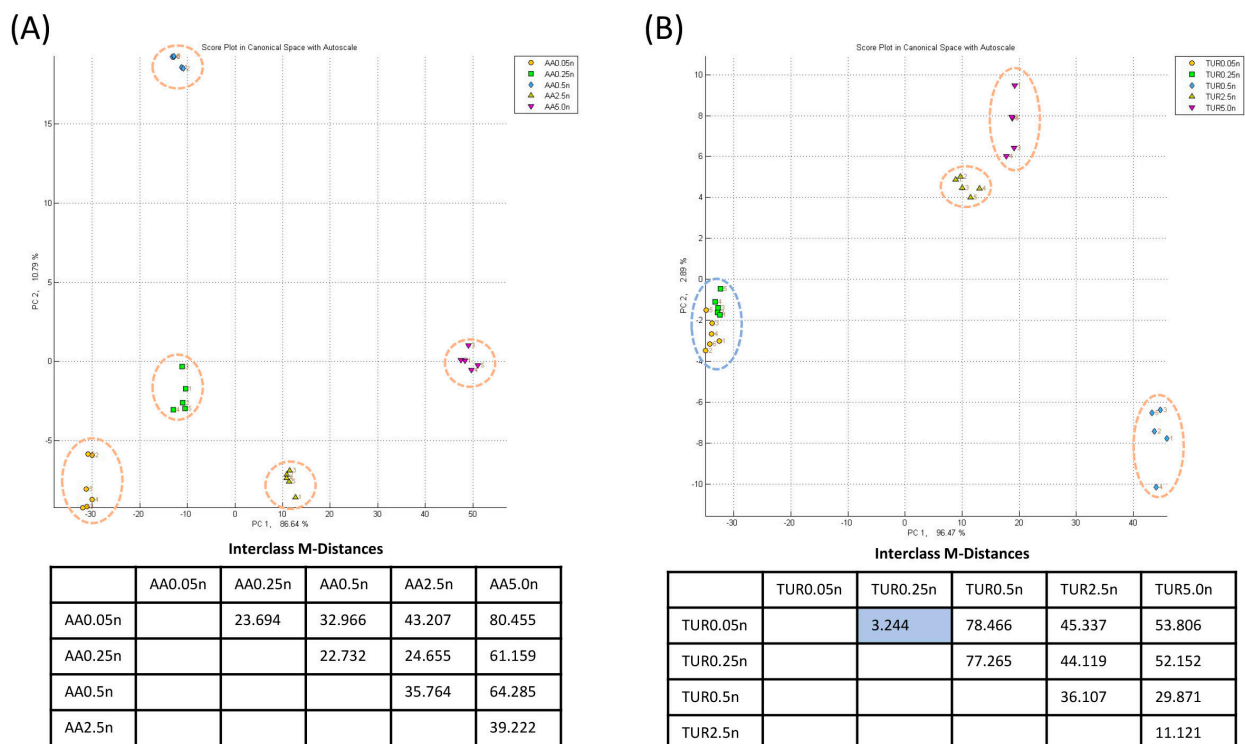 (A)
Score Plot in Canonical Space with Autoscale
AA0.05n
AA0.25n
AA0.5n
AA2.5n
AA5.0n
PC 2, 10.79 %
15
10
5
0
-5
-30 -20 -10 0 10 20 30 40 50
PC 1, 86.64 %
Interclass M-Distances
AA0.05n AA0.25n AA0.5n AA2.5n AA5.0n
AA0.05n 23.694 32.966 43.207 80.455
AA0.25n 22.732 24.655 61.159
AA0.5n 35.764 64.285
AA2.5n 39.222
(B)
Score Plot in Canonical Space with Autoscale
TUR0.05n
TUR0.25n
TUR0.5n
TUR2.5n
TUR5.0n
PC 2, 2.89 %
10
8
6
4
2
0
-2
-4
-6
-8
-10
-30 -20 -10 0 10 20 30 40
PC 1, 96.47 %
Interclass M-Distances
TUR0.05n TUR0.25n TUR0.5n TUR2.5n TUR5.0n
TUR0.05n 3.244 78.466 45.337 53.806
TUR0.25n 77.265 44.119 52.152
TUR0.5n 36.107 29.871
TUR2.5n 11.121